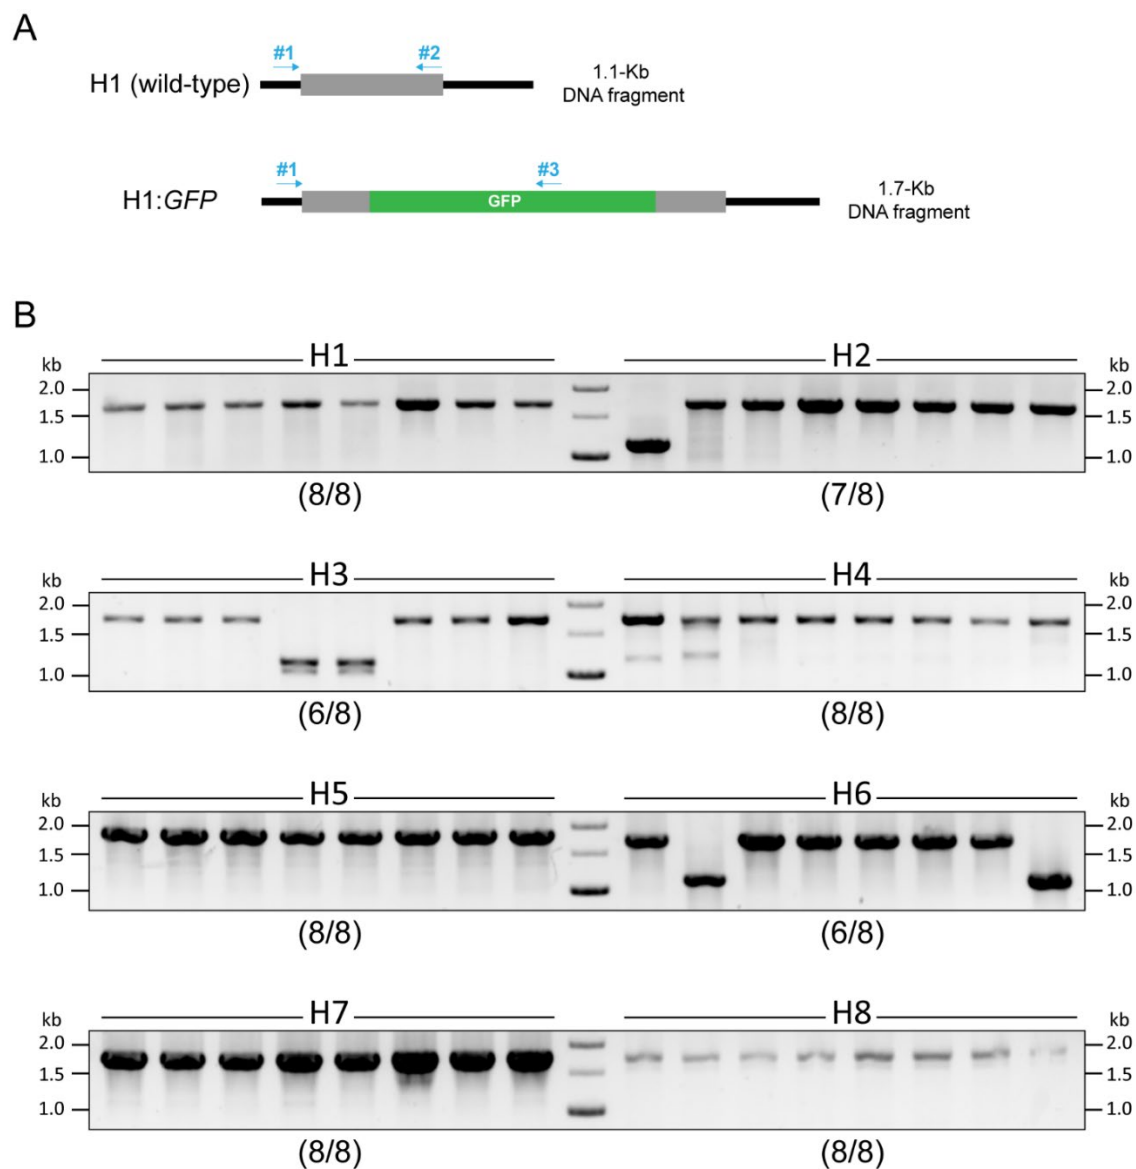 A
#1 #2
H1 (wild-type)
1.1-Kb
DNA fragment
#1 #3
H1:GFP
GFP
1.7-Kb
DNA fragment
B
H1 H2
kb kb
2.0 2.0
1.5 1.5
1.0 1.0
(8/8) (7/8)
H3 H4
kb kb
2.0 2.0
1.5 1.5
1.0 1.0
(6/8) (8/8)
H5 H6
kb kb
2.0 2.0
1.5 1.5
1.0 1.0
(8/8) (6/8)
H7 H8
kb kb
2.0 2.0
1.5 1.5
1.0 1.0
(8/8) (8/8)